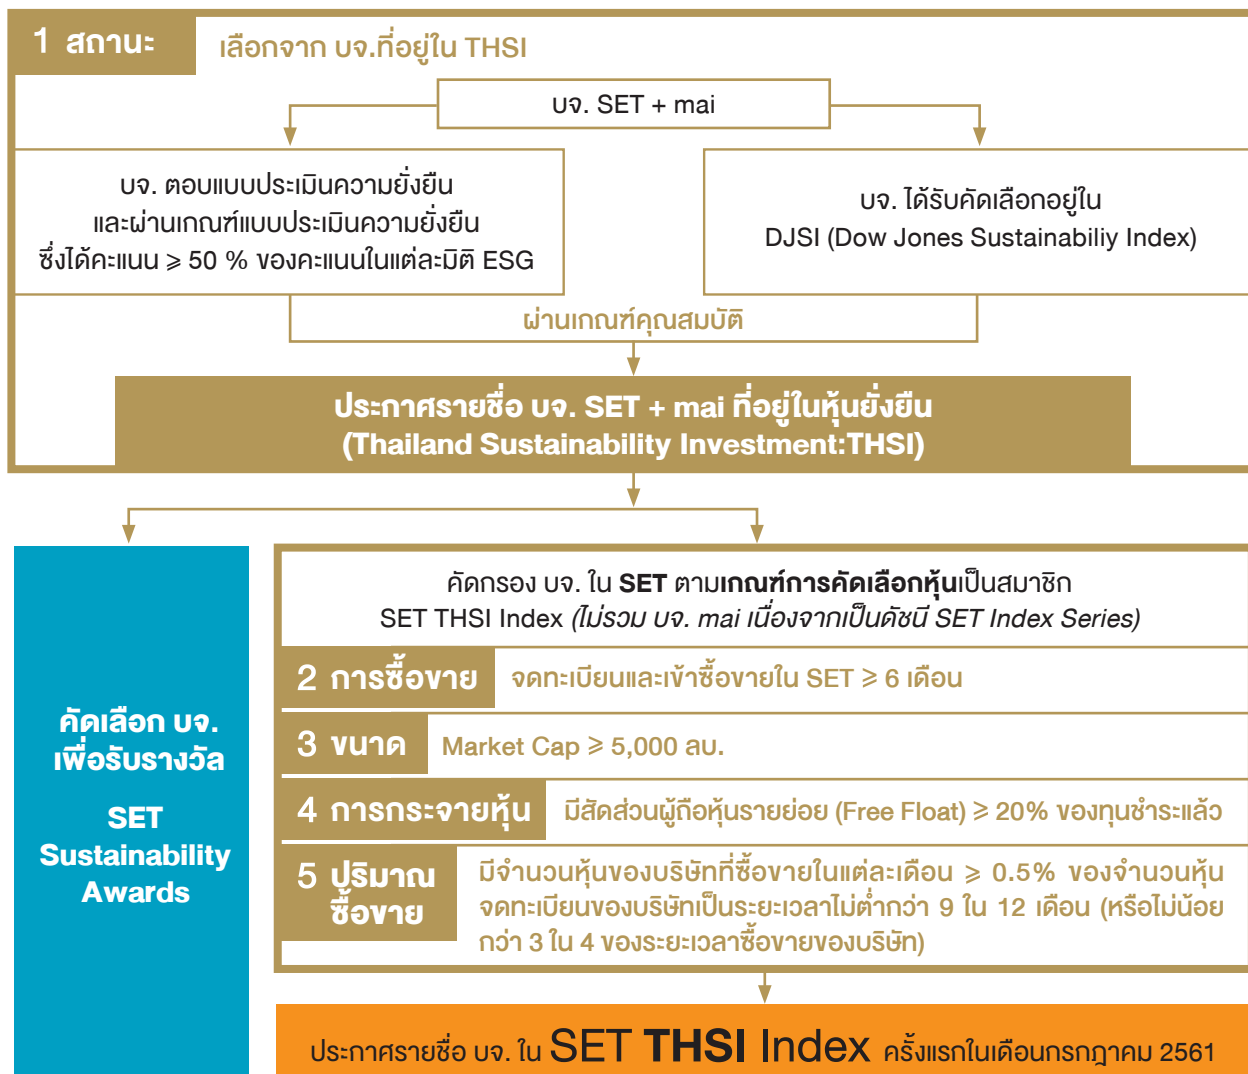 1 สถานะ
เลือกจาก บจ.ที่อยู่ใน THSI
บจ. SET + mai
บจ. ตอบแบบประเมินความยั่งยืน
และผ่านเกณฑ์แบบประเมินความยั่งยืน
ซึ่งได้คะแนน ⩾ 50 % ของคะแนนในแต่ละมิติ ESG
บจ. ได้รับคัดเลือกอยู่ใน
DJSI (Dow Jones Sustainabiliy Index)
ผ่านเกณฑ์คุณสมบัติ
ประกาศรายชื่อ บจ. SET + mai ที่อยู่ในหุ้นยั่งยืน
(Thailand Sustainability Investment:THSI)
คัดเลือก บจ.
เพื่อรับรางวัล
SET
Sustainability
Awards
คัดกรอง บจ. ใน SET ตามเกณฑ์การคัดเลือกหุ้นเป็นสมาชิก
SET THSI Index (ไม่รวม บจ. mai เนื่องจากเป็นดัชนี SET Index Series)
2 การซื้อขาย
จดทะเบียนและเข้าซื้อขายใน SET ⩾ 6 เดือน
3 ขนาด
Market Cap ⩾ 5,000 ลบ.
4 การกระจายหุ้น
มีสัดส่วนผู้ถือหุ้นรายย่อย (Free Float) ⩾ 20% ของทุนชำระแล้ว
5 ปริมาณ
ซื้อขาย
มีจำนวนหุ้นของบริษัทที่ซื้อขายในแต่ละเดือน ⩾ 0.5% ของจำนวนหุ้น
จดทะเบียนของบริษัทเป็นระยะเวลาไม่ต่ำกว่า 9 ใน 12 เดือน (หรือไม่น้อย
กว่า 3 ใน 4 ของระยะเวลาซื้อขายของบริษัท)
ประกาศรายชื่อ บจ. ใน SET THSI Index ครั้งแรกในเดือนกรกฎาคม 2561